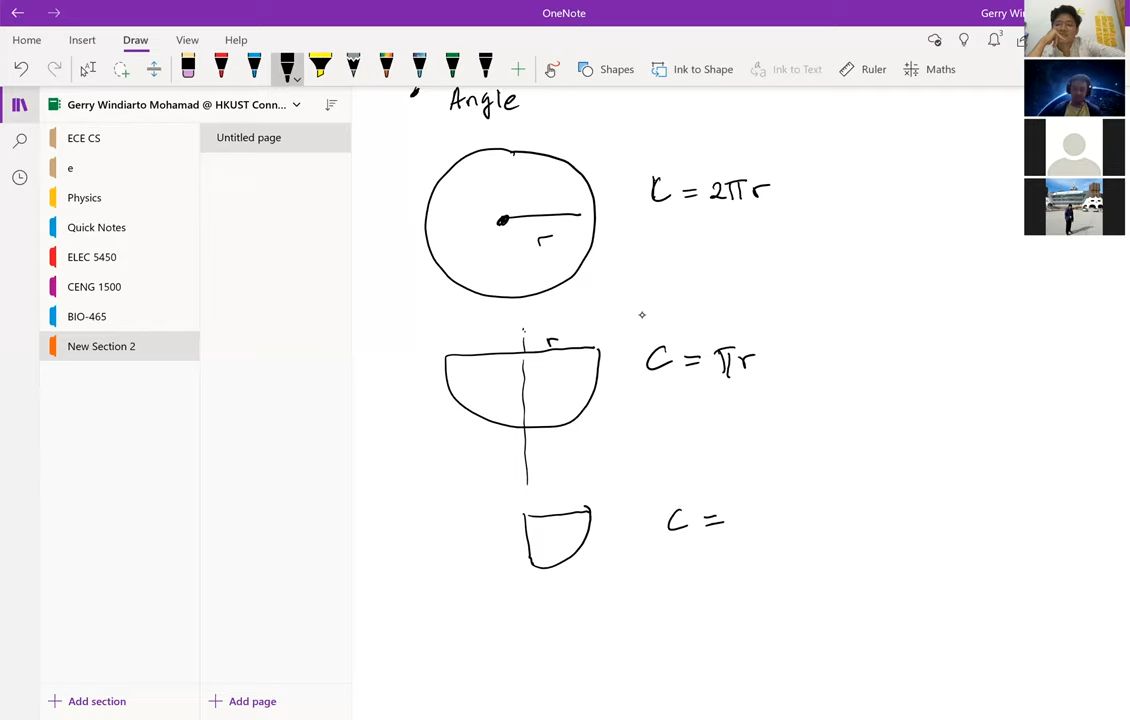 OneNote
Gerry Win
Home Insert Draw View Help
3
Shapes Ink to Shape Ink to Text Ruler Maths
Gerry Windiarto Mohamad @ HKUST Conn...
ECE CS
e
Physics
Quick Notes
ELEC 5450
CENG 1500
BIO-465
New Section 2
Untitled page
Angle
r
C = 2πr
r
C = πr
C =
Add section
Add page